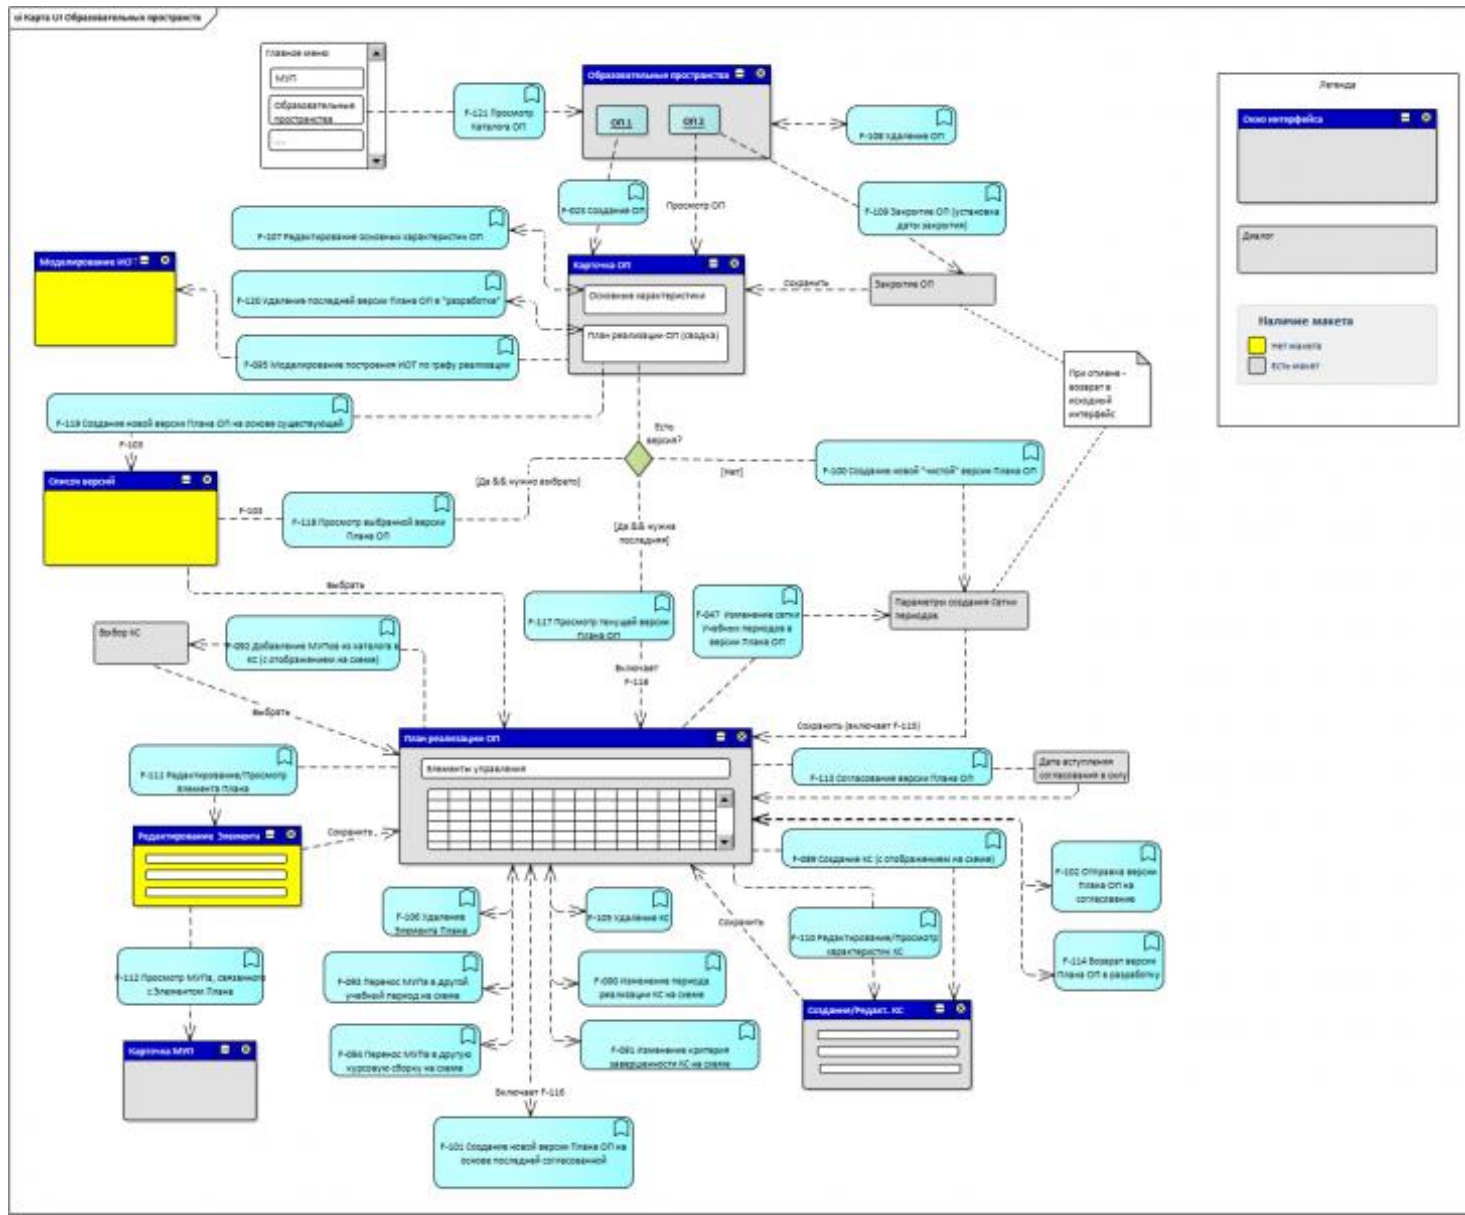 ui Карта UI Образовательных пространств
Главное меню
МУП
Образовательные
пространства
...
F-121 Просмотр
Каталога ОП
Образовательные пространства
ОП 1
ОП 2
F-108 Удаление ОП
Легенда
Окно интерфейса
Диалог
Наличие макета
Нет макета
Есть макет
F-025 Создание ОП
Просмотр ОП
F-109 Закрытие ОП (установка
даты закрытия)
F-107 Редактирование основных характеристик ОП
Моделирование ИОТ
F-120 Удаление последней версии Плана ОП в "разработке"
F-095 Моделирование построения ИОТ по графу реализации
Карточка ОП
Основные характеристики
План реализации ОП (сводка)
Сохранить
Закрытие ОП
При отмене -
возврат в
исходный
интерфейс
F-119 Создание новой версии Плана ОП на основе существующей
F-103
Есть
версия?
[Да && нужно выбрать]
[Нет]
F-100 Создание новой "чистой" версии Плана ОП
Список версий
F-103
F-118 Просмотр выбранной версии
Плана ОП
[Да && нужна
последняя]
Выбрать
F-117 Просмотр текущей версии
Плана ОП
F-047 Изменение сетки
Учебных периодов в
версии Плана ОП
Параметры создания Сетки
периодов
Выбор КС
F-092 Добавление МУПов из каталога в
КС (с отображением на схеме)
Включает
F-116
Выбрать
Сохранить (включает F-115)
План реализации ОП
Элементы управления
F-111 Редактирование/Просмотр
Элемента Плана
F-113 Согласование версии Плана ОП
Дата вступления
согласования в силу
Редактирование Элемента
Сохранить
F-089 Создание КС (с отображением на схеме)
F-102 Отправка версии
Плана ОП на
согласование
F-106 Удаление
Элемента Плана
F-105 Удаление КС
Сохранить
F-110 Редактирование/Просмотр
характеристик КС
F-114 Возврат версии
Плана ОП в разработку
F-112 Просмотр МУПа, связанного
с Элементом Плана
F-093 Перенос МУПа в другой
учебный период на схеме
F-090 Изменение периода
реализации КС на схеме
Создание/Редакт. КС
Карточка МУП
F-094 Перенос МУПа в другую
курсовую сборку на схеме
F-091 Изменение критерия
завершенности КС на схеме
Включает F-116
F-101 Создание новой версии Плана ОП на
основе последней согласованной